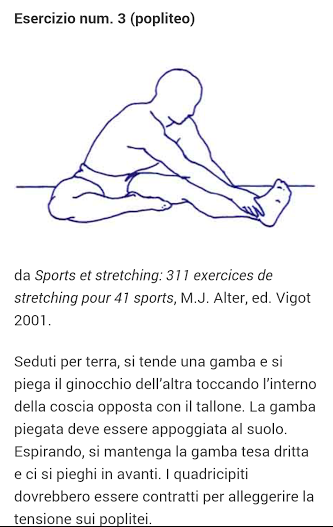 Esercizio num. 3 (popliteo)
da Sports et stretching: 311 exercices de
stretching pour 41 sports, M.J. Alter, ed. Vigot
2001.
Seduti per terra, si tende una gamba e si
piega il ginocchio dell'altra toccando l'interno
della coscia opposta con il tallone. La gamba
piegata deve essere appoggiata al suolo.
Espirando, si mantenga la gamba tesa dritta
e ci si pieghi in avanti. I quadricipiti
dovrebbero essere contratti per alleggerire la
tensione sui poplitei.